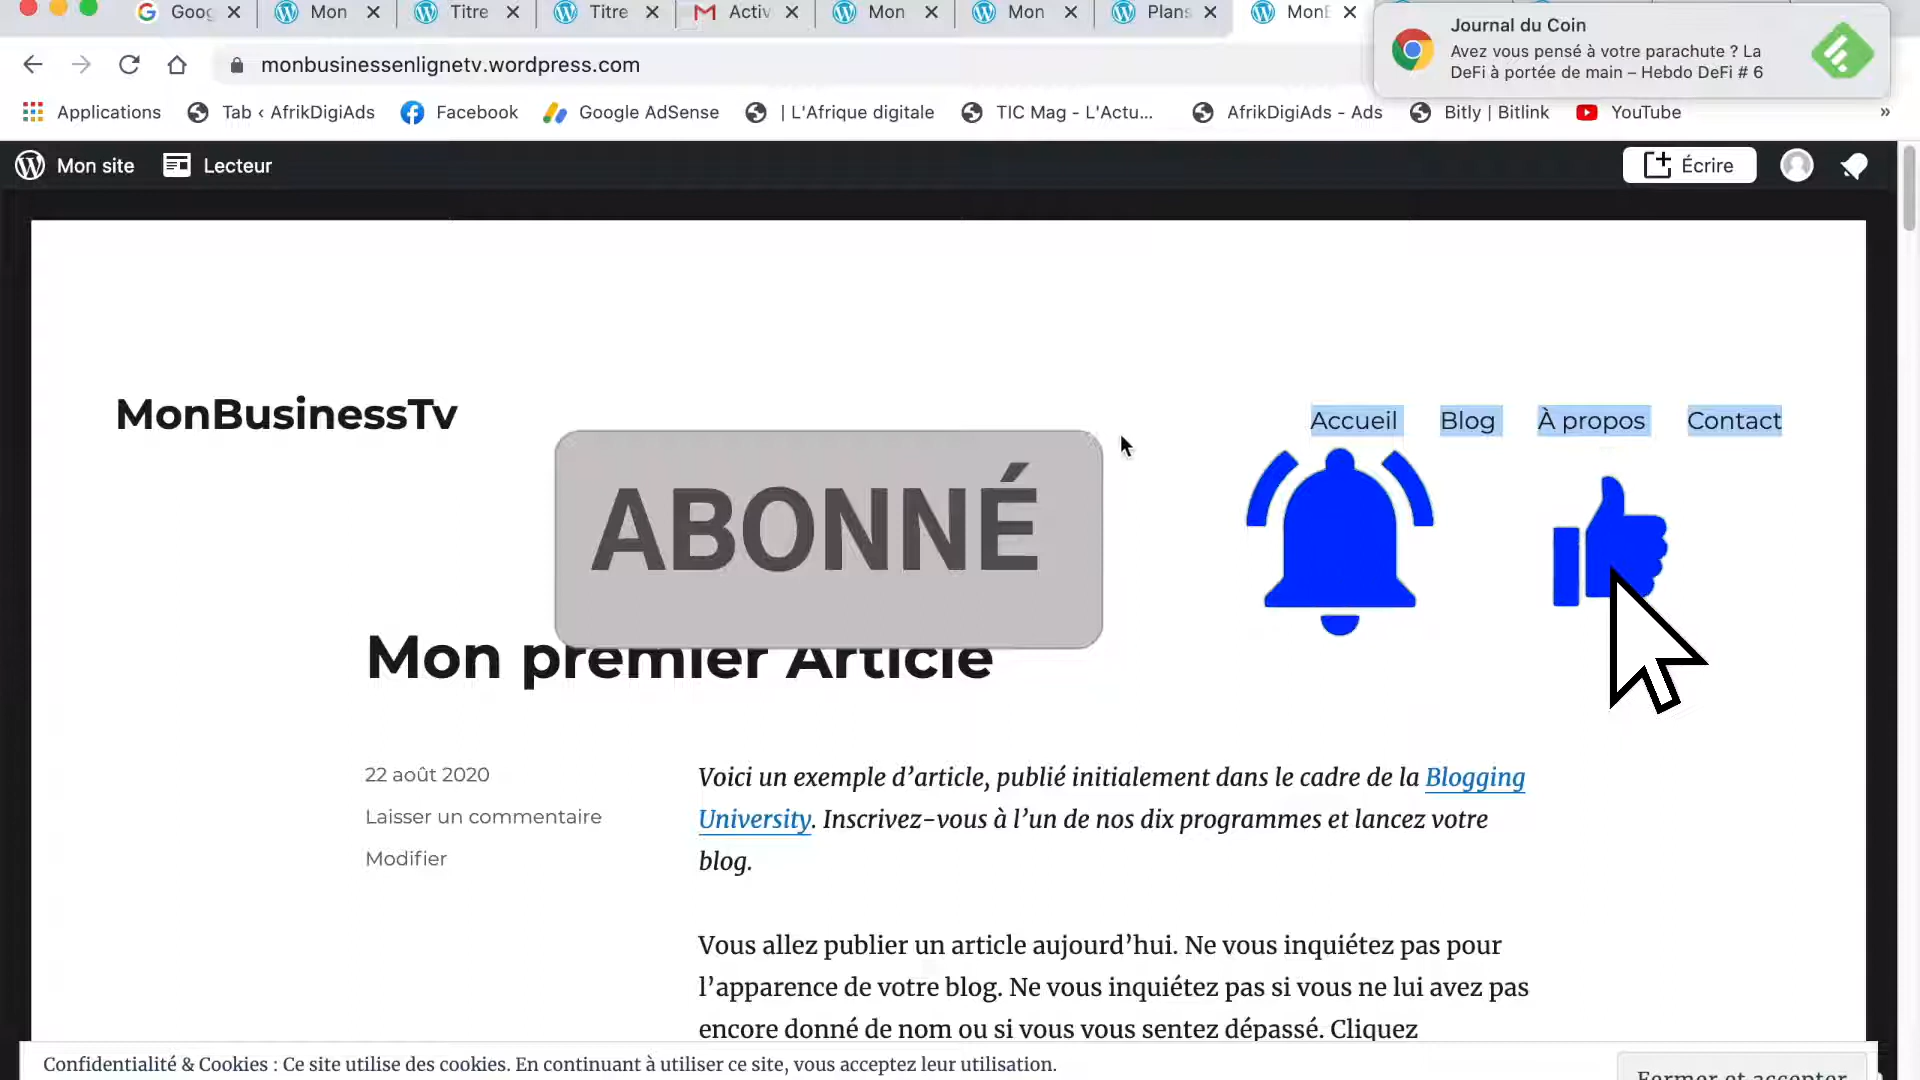 Goog
Mon
Titre
Titre
Activ
Mon
Mon
Plans
MonB
Journal du Coin
Avez vous pensé à votre parachute ? La
DeFi à portée de main – Hebdo DeFi # 6
monbusinessenlignetv.wordpress.com
Applications
Tab ‹ AfrikDigiAds
Facebook
Google AdSense
| L'Afrique digitale
TIC Mag - L'Actu...
AfrikDigiAds - Ads
Bitly | Bitlink
YouTube
»
Mon site
Lecteur
Écrire
MonBusinessTv
Accueil Blog À propos Contact
ABONNÉ
Mon premier Article
22 août 2020
Laisser un commentaire
Modifier
Voici un exemple d’article, publié initialement dans le cadre de la Blogging
University. Inscrivez-vous à l’un de nos dix programmes et lancez votre
blog.
Vous allez publier un article aujourd’hui. Ne vous inquiétez pas pour
l’apparence de votre blog. Ne vous inquiétez pas si vous ne lui avez pas
encore donné de nom ou si vous vous sentez dépassé. Cliquez
Confidentialité & Cookies : Ce site utilise des cookies. En continuant à utiliser ce site, vous acceptez leur utilisation.
Fermer et accepter